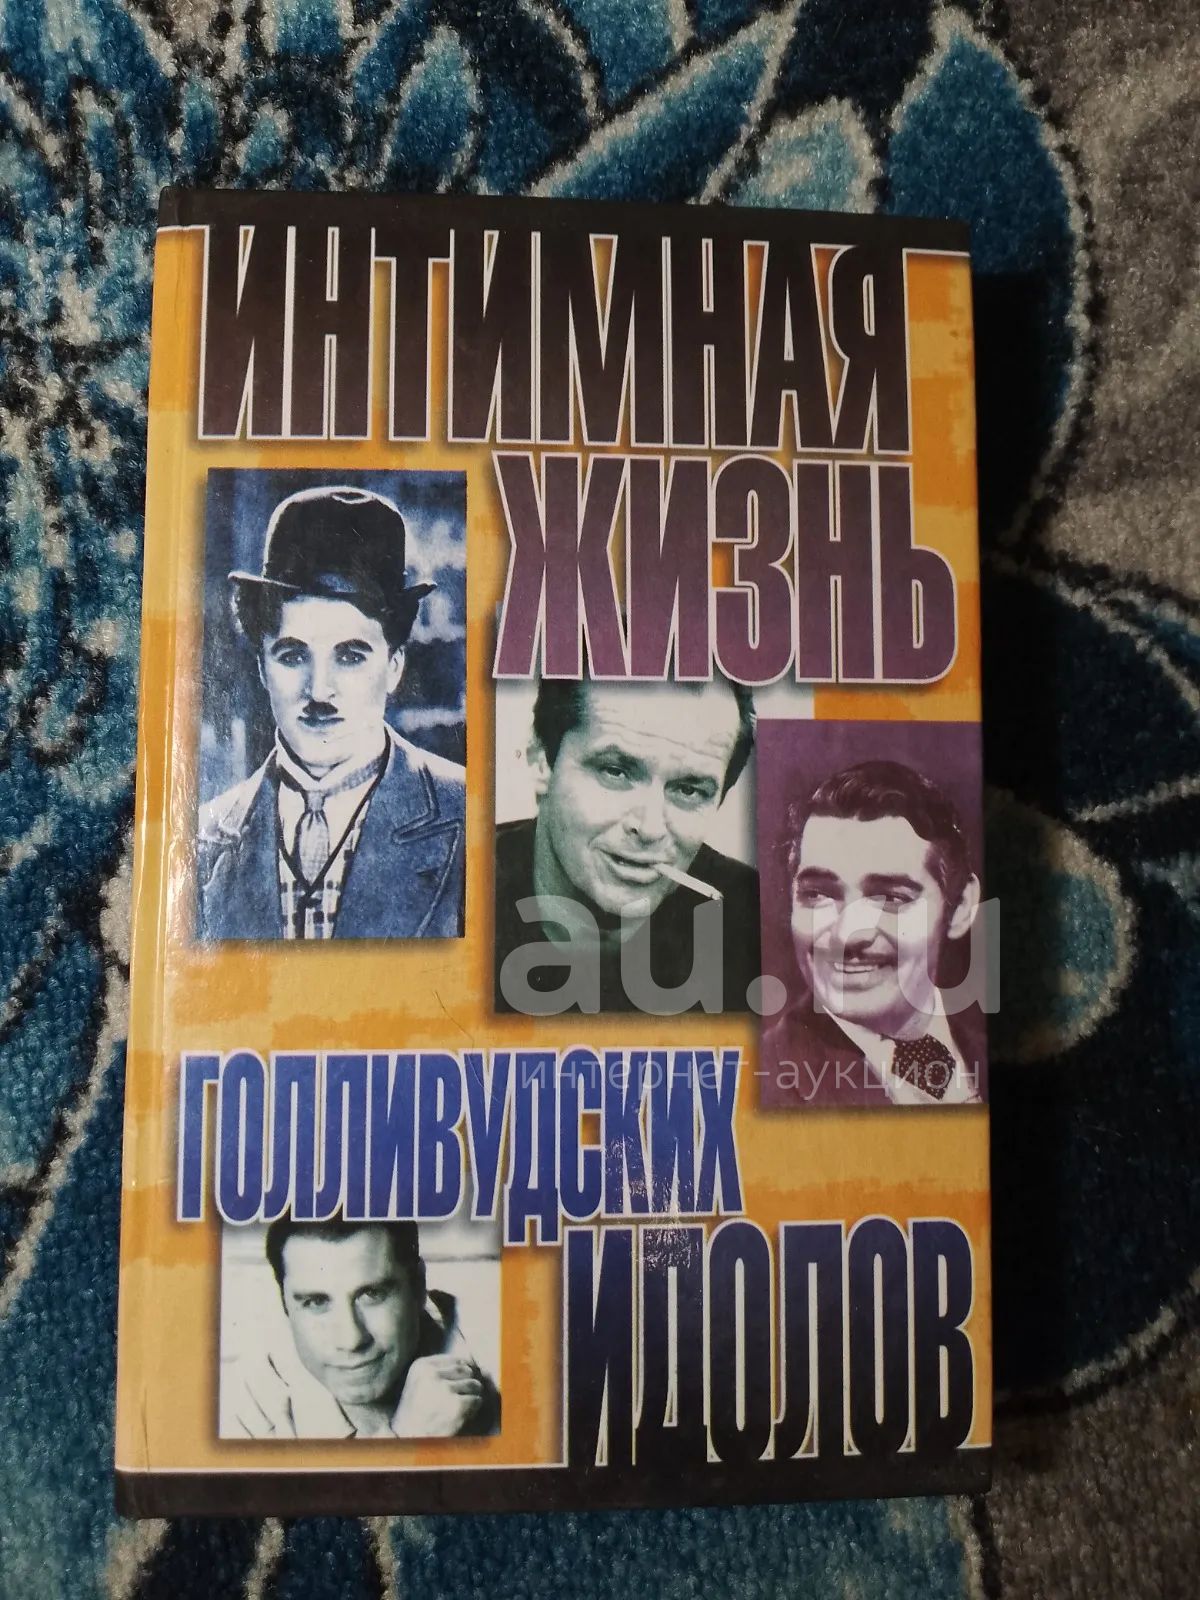 ИНТИМНАЯ
ЖИЗНЬ
au.ru
интернет-аукцион
ГОЛЛИВУДСКИХ
ИДОЛОВ